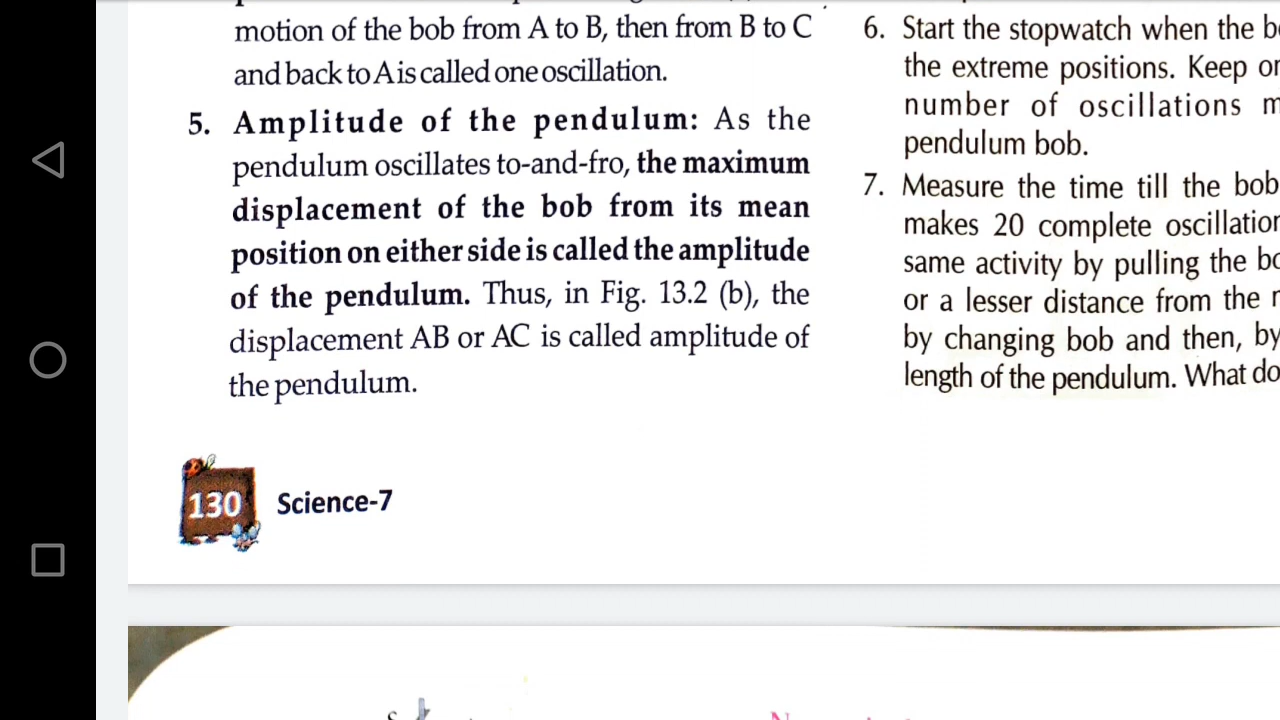 motion of the bob from A to B, then from B to C
and back to A is called one oscillation.
5. Amplitude of the pendulum: As the
pendulum oscillates to-and-fro, the maximum
displacement of the bob from its mean
position on either side is called the amplitude
of the pendulum. Thus, in Fig. 13.2 (b), the
displacement AB or AC is called amplitude of
the pendulum.
130 Science-7
6. Start the stopwatch when the
the extreme positions. Keep
number of oscillations
pendulum bob.
7. Measure the time till the bob
makes 20 complete
same activity by pulling the
or a lesser distance from the
by changing bob and then, by
length of the pendulum. What